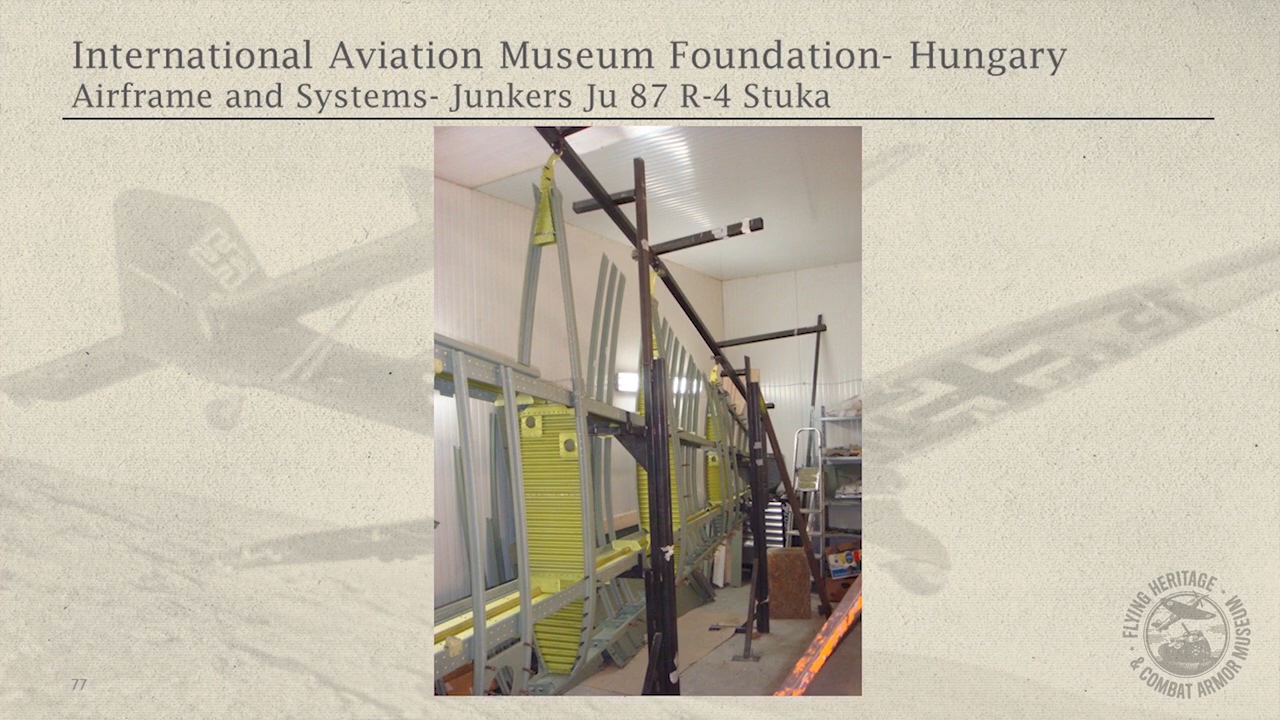 International Aviation Museum Foundation- Hungary
Airframe and Systems- Junkers Ju 87 R-4 Stuka
77
FLYING HERITAGE
& COMBAT ARMOR MUSEUM